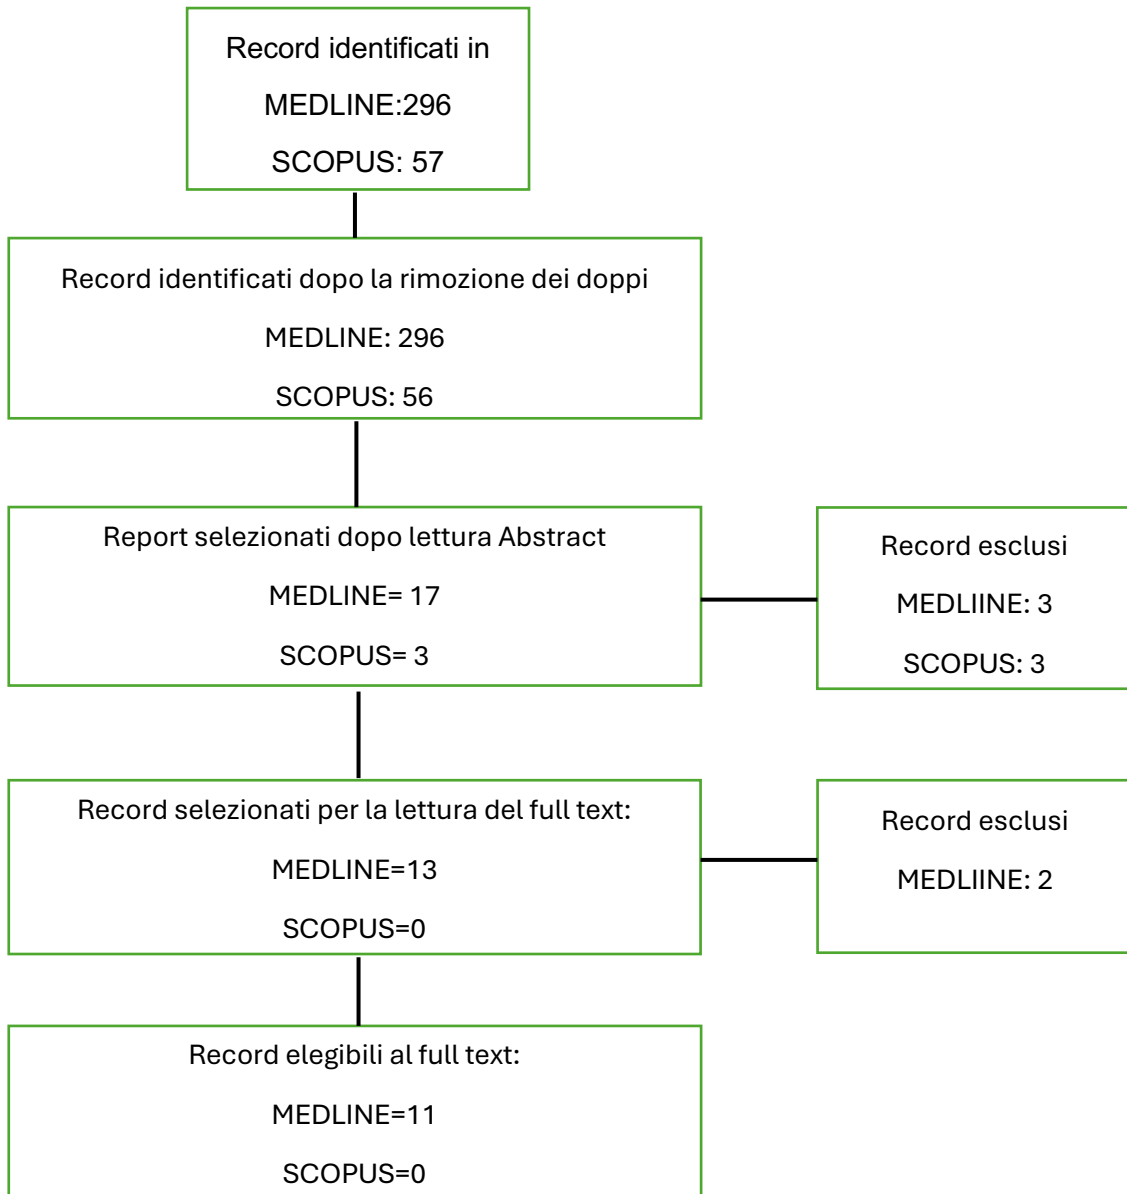 Record identificati in
MEDLINE:296
SCOPUS: 57
Record identificati dopo la rimozione dei doppi
MEDLINE: 296
SCOPUS: 56
Report selezionati dopo lettura Abstract
MEDLINE= 17
SCOPUS= 3
Record esclusi
MEDLIINE: 3
SCOPUS: 3
Record selezionati per la lettura del full text:
MEDLINE=13
SCOPUS=0
Record esclusi
MEDLIINE: 2
Record elegibili al full text:
MEDLINE=11
SCOPUS=0